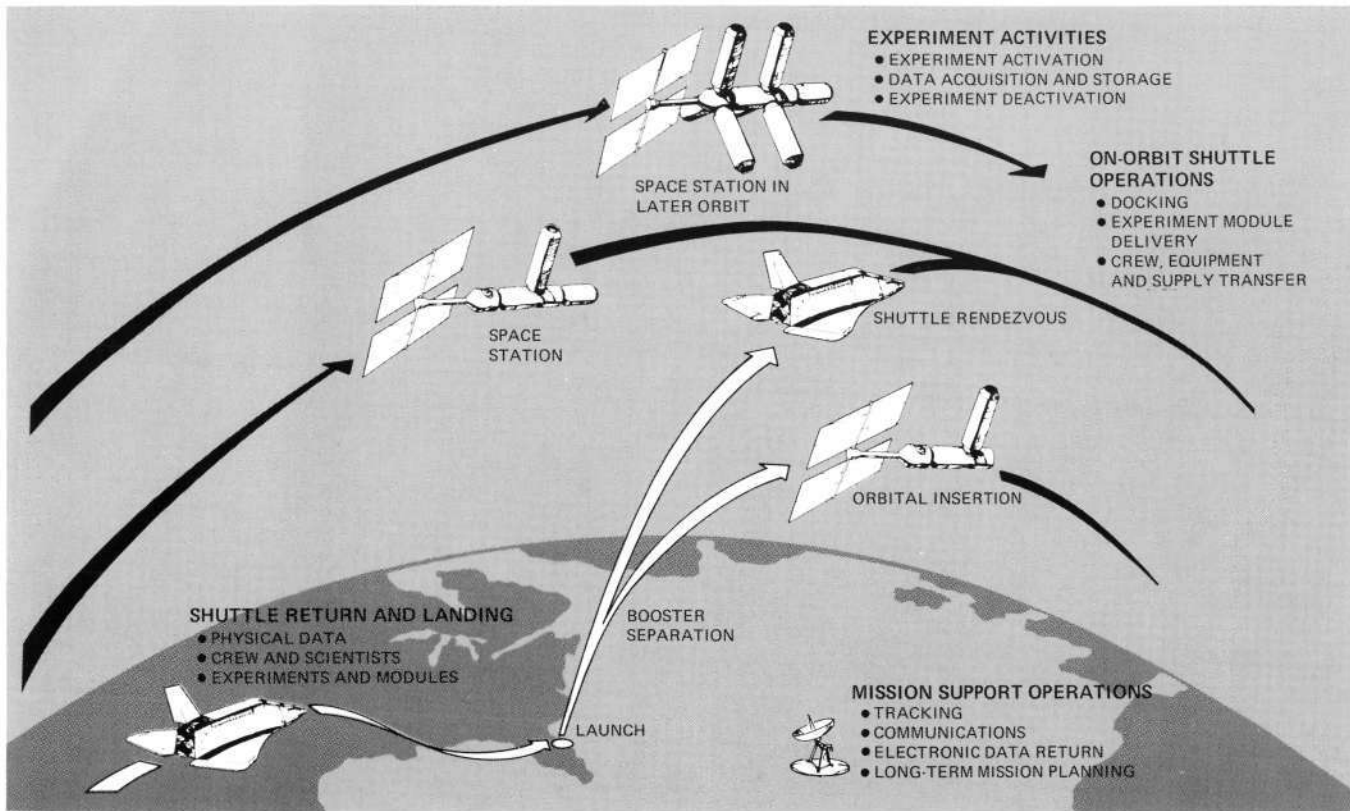 EXPERIMENT ACTIVITIES
● EXPERIMENT ACTIVATION
● DATA ACQUISITION AND STORAGE
● EXPERIMENT DEACTIVATION
ON-ORBIT SHUTTLE
OPERATIONS
● DOCKING
● EXPERIMENT MODULE
DELIVERY
● CREW, EQUIPMENT
AND SUPPLY TRANSFER
SPACE STATION IN
LATER ORBIT
SPACE
STATION
SHUTTLE RENDEZVOUS
ORBITAL INSERTION
BOOSTER
SEPARATION
SHUTTLE RETURN AND LANDING
● PHYSICAL DATA
● CREW AND SCIENTISTS
● EXPERIMENTS AND MODULES
LAUNCH
MISSION SUPPORT OPERATIONS
● TRACKING
● COMMUNICATIONS
● ELECTRONIC DATA RETURN
● LONG-TERM MISSION PLANNING